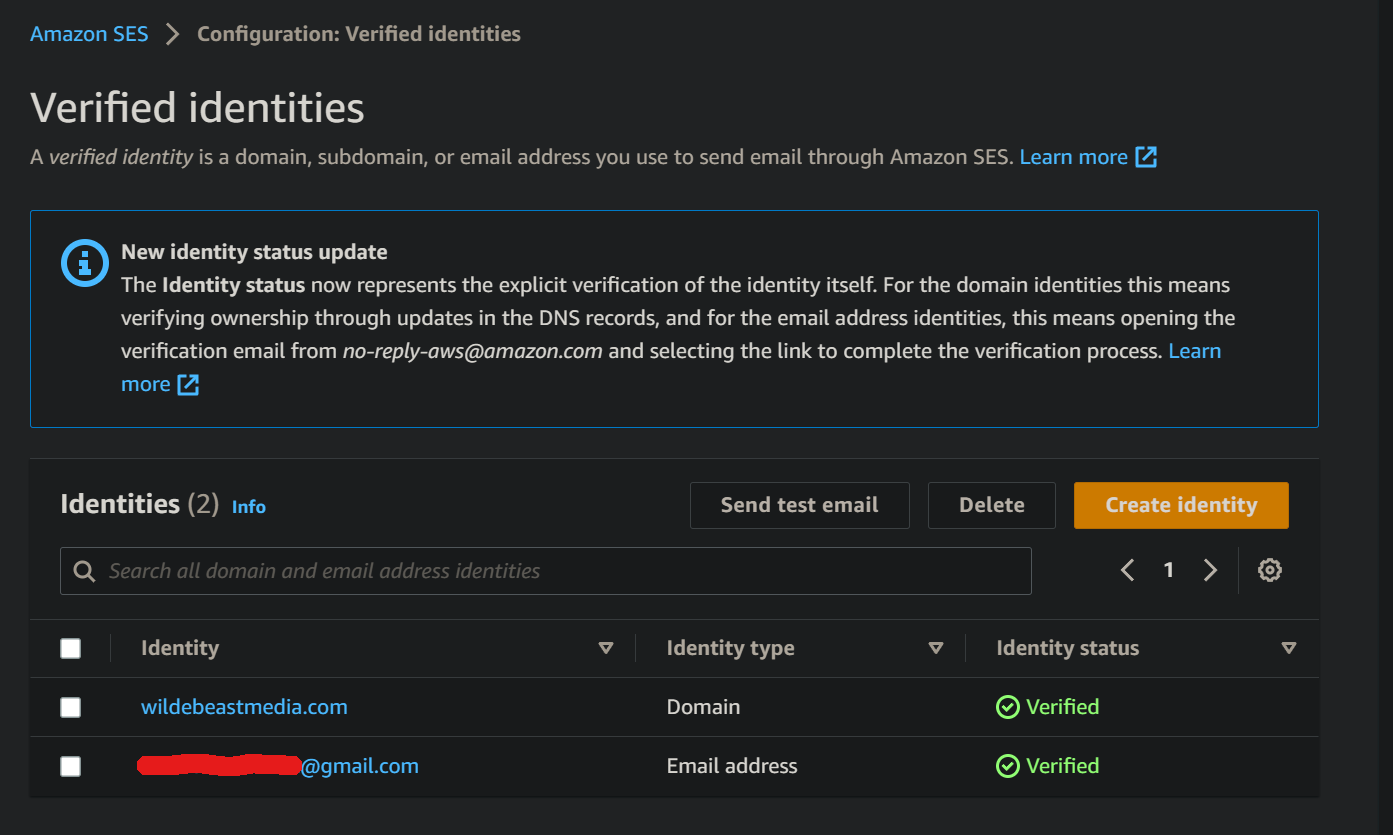 Amazon SES > Configuration: Verified identities
Verified identities
A verified identity is a domain, subdomain, or email address you use to send email through Amazon SES. Learn more
New identity status update
The Identity status now represents the explicit verification of the identity itself. For the domain identities this means
verifying ownership through updates in the DNS records, and for the email address identities, this means opening the
verification email from no-reply-aws@amazon.com and selecting the link to complete the verification process. Learn
more
Identities (2) Info Send test email Delete Create identity
Search all domain and email address identities 1
Identity Identity type Identity status
wildebeastmedia.com Domain Verified
@gmail.com Email address Verified